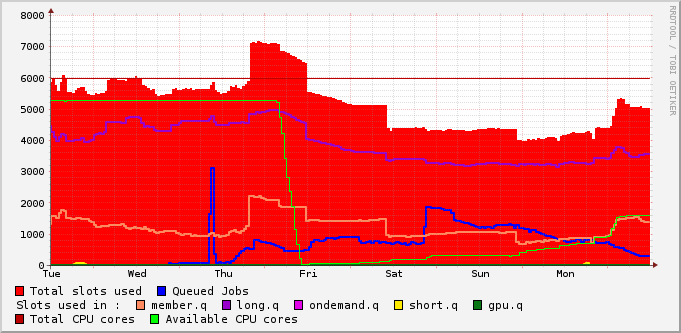 8000
7000
6000
5000
4000
3000
2000
1000
0
Tue Wed Thu Fri Sat Sun Mon
RRDTOOL / TOBI OETIKER
Total slots used Queued Jobs
Slots used in : member.q long.q ondemand.q short.q gpu.q
Total CPU cores Available CPU cores